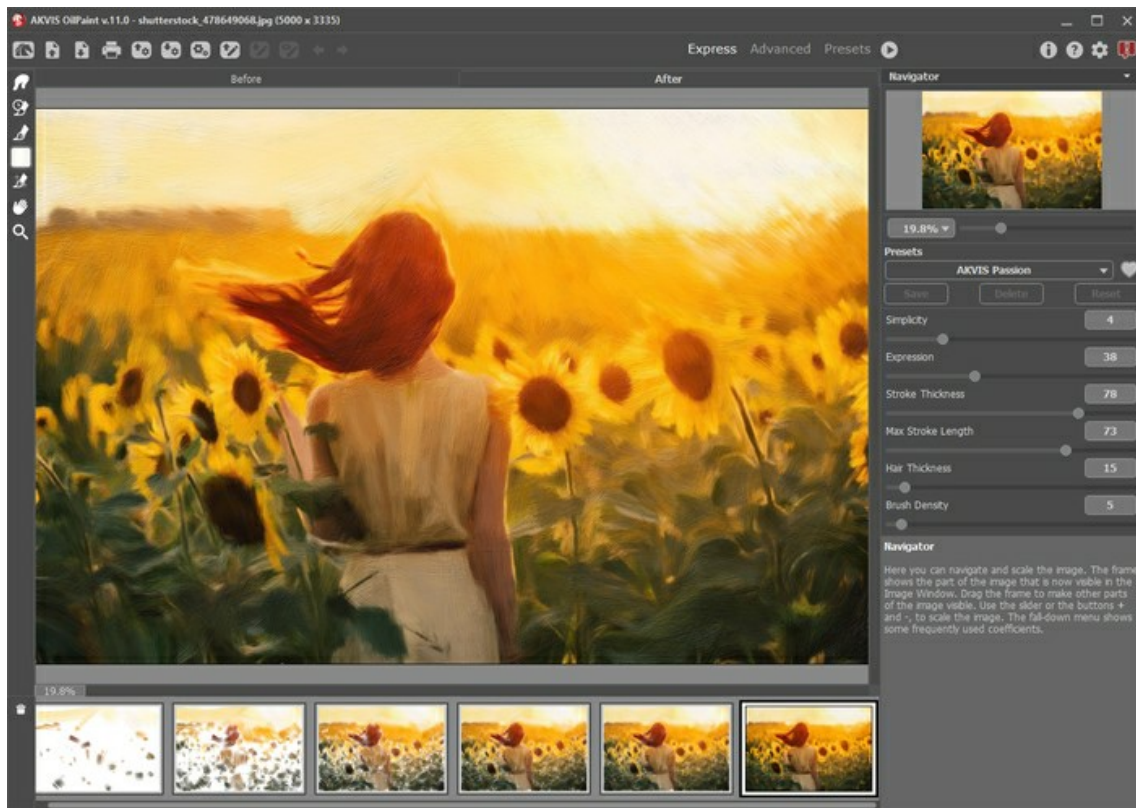 AKVIS OilPaint v.11.0 - shutterstock_478649068.jpg (5000 x 3335)
Express Advanced Presets
Before After
Navigator
19.8%
Presets
AKVIS Passion
Save Delete Reset
Simplicity 4
Expression 38
Stroke Thickness 78
Max Stroke Length 73
Hair Thickness 15
Brush Density 5
Navigator
Here you can navigate and scale the image. The frame
shows the part of the image that is now visible in the
Image Window. Drag the frame to make other parts
of the image visible. Use the slider or the buttons +
and -, to scale the image. The fall-down menu shows
some frequently used coefficients.
19.8%